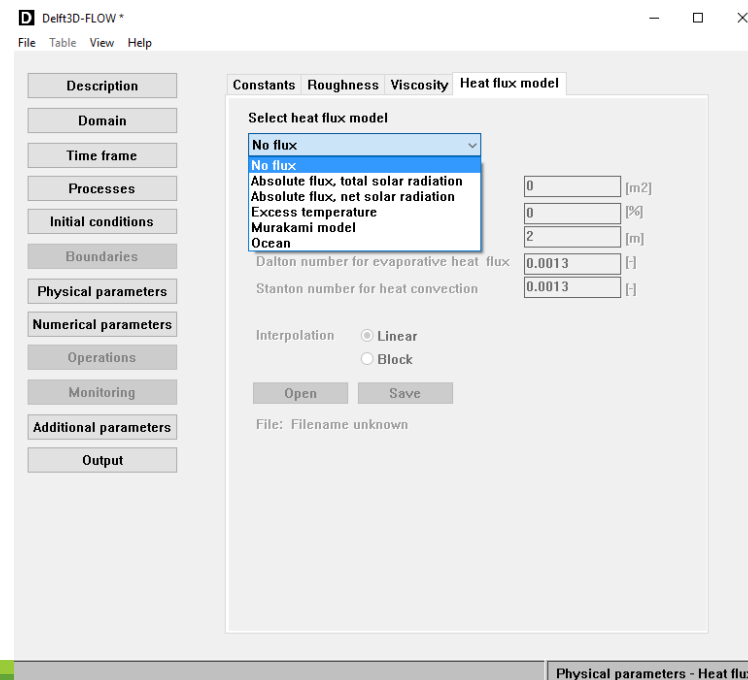 D Delft3D-FLOW *
File Table View Help
Description
Domain
Time frame
Processes
Initial conditions
Boundaries
Physical parameters
Numerical parameters
Operations
Monitoring
Additional parameters
Output
Constants Roughness Viscosity Heat flux model
Select heat flux model
No flux
No flux
Absolute flux, total solar radiation
Absolute flux, net solar radiation
Excess temperature
Murakami model
Ocean
0 [m2]
0 [%]
2 [m]
Dalton number for evaporative heat flux 0.0013 [-]
Stanton number for heat convection 0.0013 [-]
Interpolation Linear
Block
Open Save
File: Filename unknown
Physical parameters - Heat flux